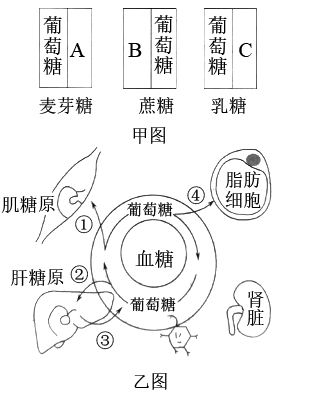 葡萄糖 A
B 葡萄糖
葡萄糖 C
麦芽糖 蔗糖 乳糖
甲图
肌糖原
①
葡萄糖
④
脂肪细胞
血糖
肝糖原
②
葡萄糖
③
肾脏
乙图